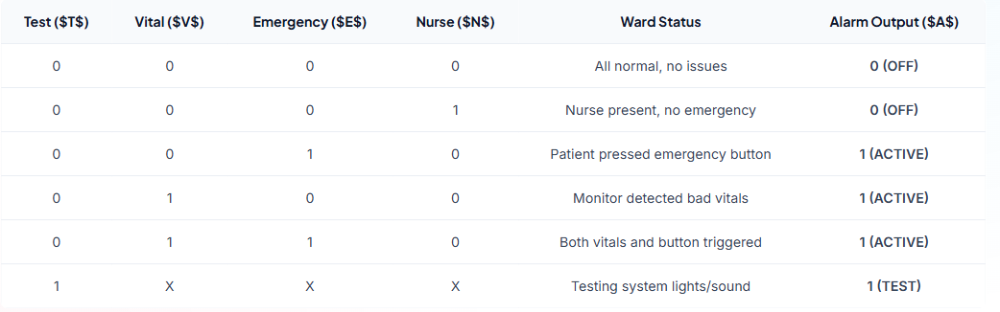 Test ($T$) Vital ($V$) Emergency ($E$) Nurse ($N$) Ward Status Alarm Output ($A$)
0 0 0 0 All normal, no issues 0 (OFF)
0 0 0 1 Nurse present, no emergency 0 (OFF)
0 0 1 0 Patient pressed emergency button 1 (ACTIVE)
0 1 0 0 Monitor detected bad vitals 1 (ACTIVE)
0 1 1 0 Both vitals and button triggered 1 (ACTIVE)
1 X X X Testing system lights/sound 1 (TEST)